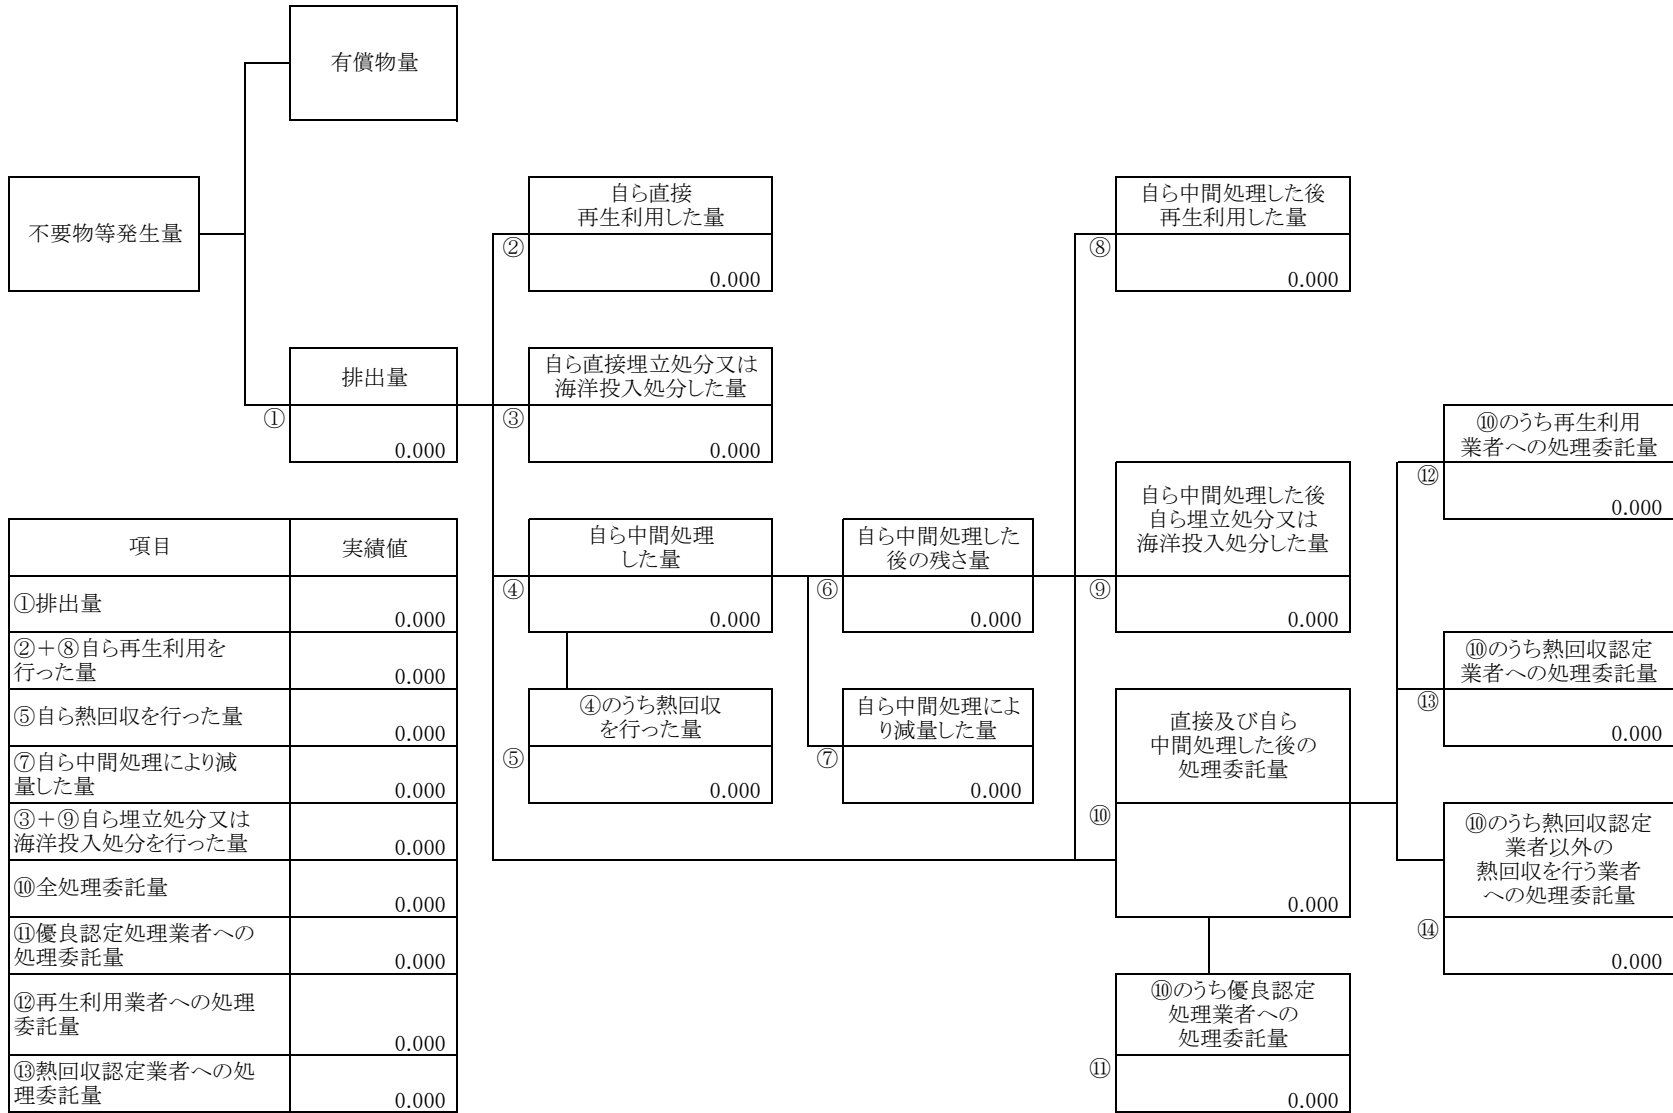 有償物量
不要物等発生量
自ら直接
再生利用した量
②
0.000
自ら中間処理した後
再生利用した量
⑧
0.000
排出量
①
0.000
自ら直接埋立処分又は
海洋投入処分した量
③
0.000
⑩のうち再生利用
業者への処理委託量
⑫
0.000
自ら中間処理した後
自ら埋立処分又は
海洋投入処分した量
⑨
0.000
自ら中間処理
した量
④
0.000
自ら中間処理した
後の残さ量
⑥
0.000
⑩のうち熱回収認定
業者への処理委託量
⑬
0.000
④のうち熱回収
を行った量
⑤
0.000
自ら中間処理によ
り減量した量
⑦
0.000
直接及び自ら
中間処理した後の
処理委託量
⑩
0.000
⑩のうち熱回収認定
業者以外の
熱回収を行う業者
への処理委託量
⑭
0.000
⑩のうち優良認定
処理業者への
処理委託量
⑪
0.000
項目 実績値
①排出量
0.000
②＋⑧自ら再生利用を
行った量
0.000
⑤自ら熱回収を行った量
0.000
⑦自ら中間処理により減
量した量
0.000
③＋⑨自ら埋立処分又は
海洋投入処分を行った量
0.000
⑩全処理委託量
0.000
⑪優良認定処理業者への
処理委託量
0.000
⑫再生利用業者への処理
委託量
0.000
⑬熱回収認定業者への処
理委託量
0.000